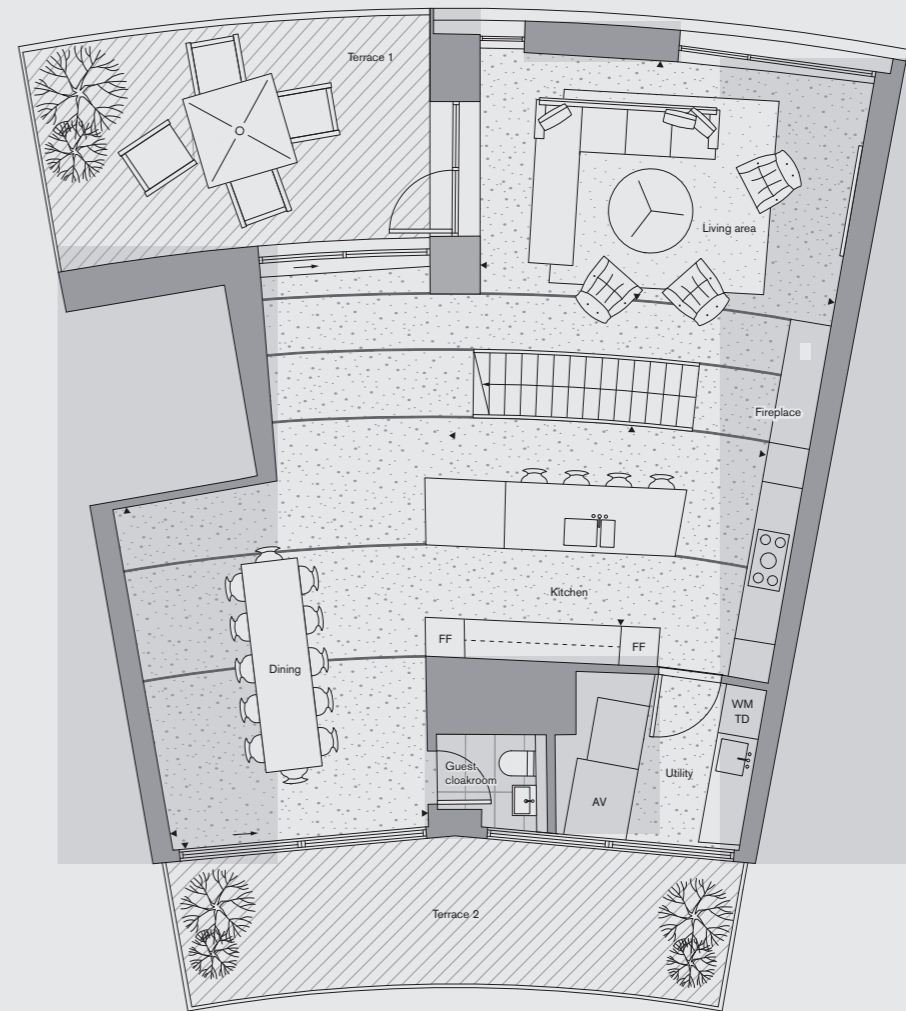 Terrace 1
Living area
Fireplace
Kitchen
FF
FF
Dining
WM
TD
Guest
cloakroom
Utility
AV
Terrace 2